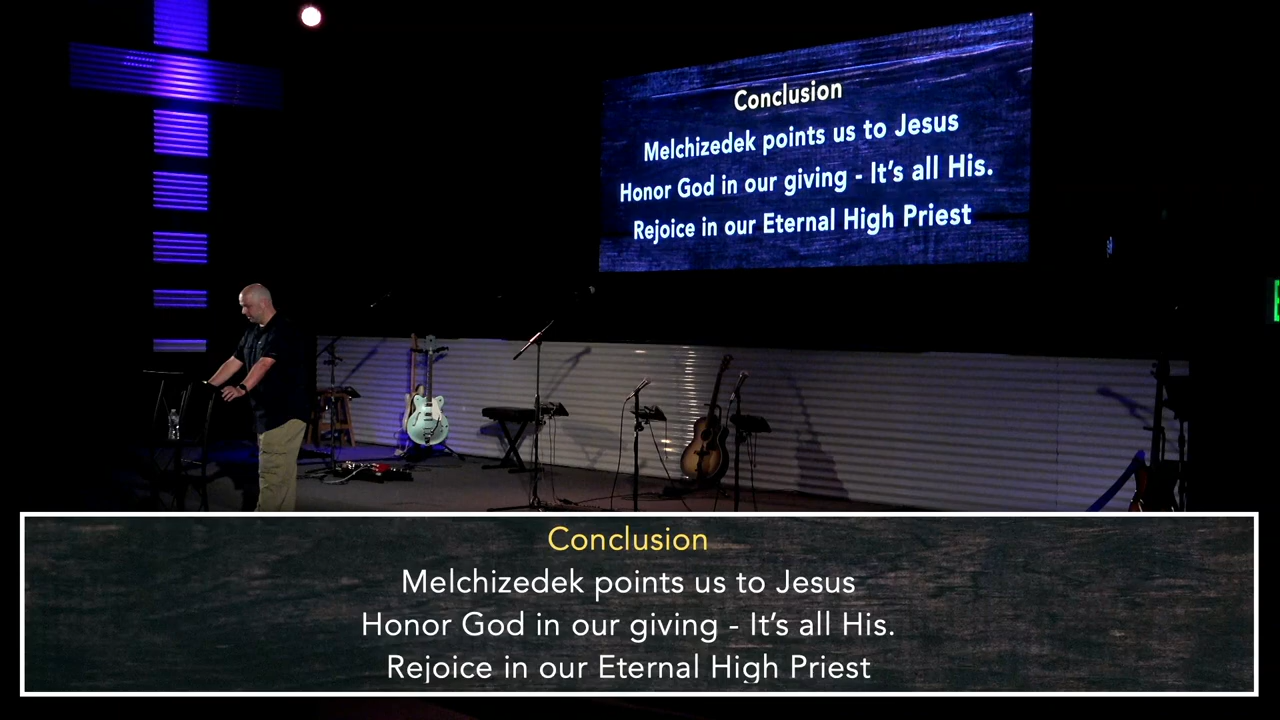 Conclusion
Melchizedek points us to Jesus
Honor God in our giving - It's all His.
Rejoice in our Eternal High Priest
Conclusion
Melchizedek points us to Jesus
Honor God in our giving - It's all His.
Rejoice in our Eternal High Priest